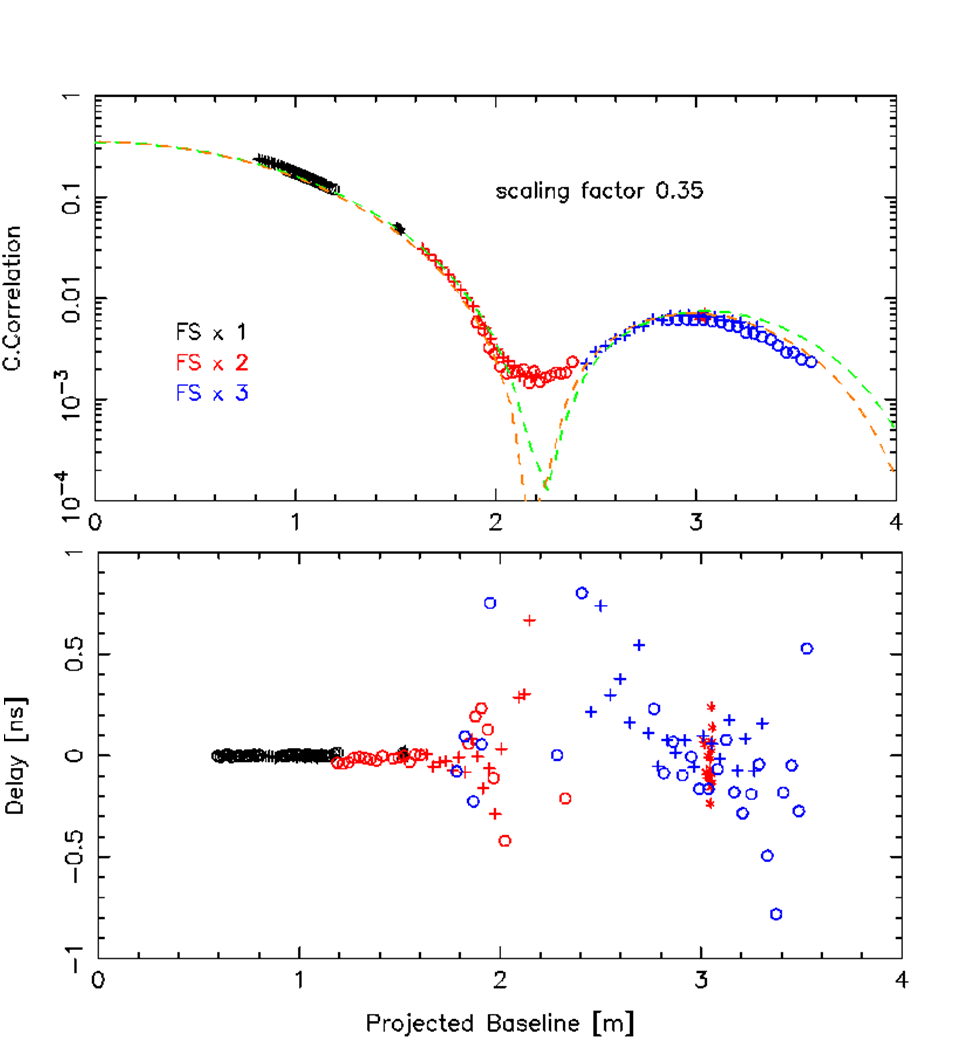 1
0.1
0.01
10^-3
10^-4
C.Correlation
scaling factor 0.35
FS x 1
FS x 2
FS x 3
0 1 2 3 4
1
0.5
0
-0.5
-1
Delay [ns]
0 1 2 3 4
Projected Baseline [m]